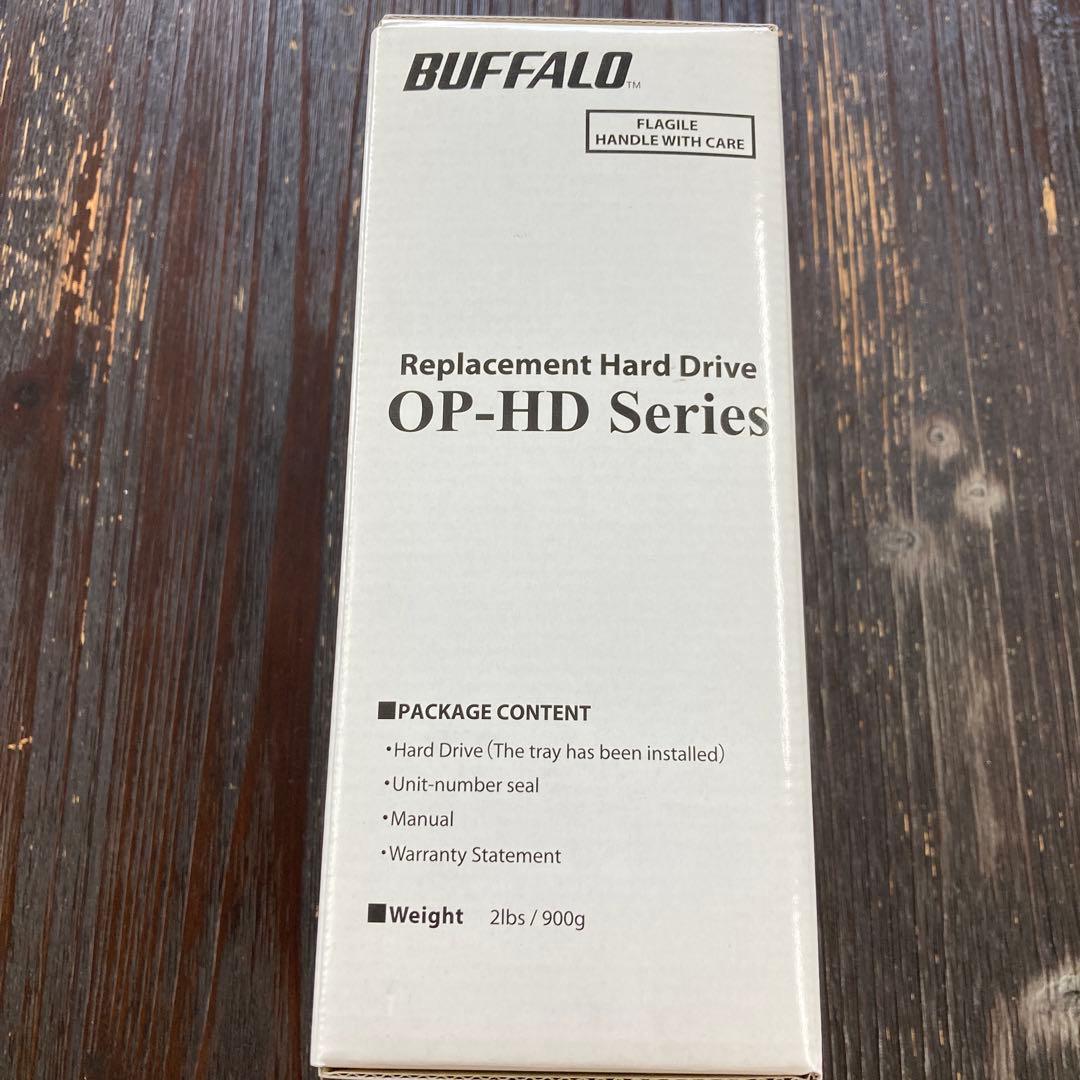 BUFFALO™
FLAGILE
HANDLE WITH CARE
Replacement Hard Drive
OP-HD Series
■PACKAGE CONTENT
・Hard Drive（The tray has been installed）
・Unit-number seal
・Manual
・Warranty Statement
■Weight 2lbs / 900g